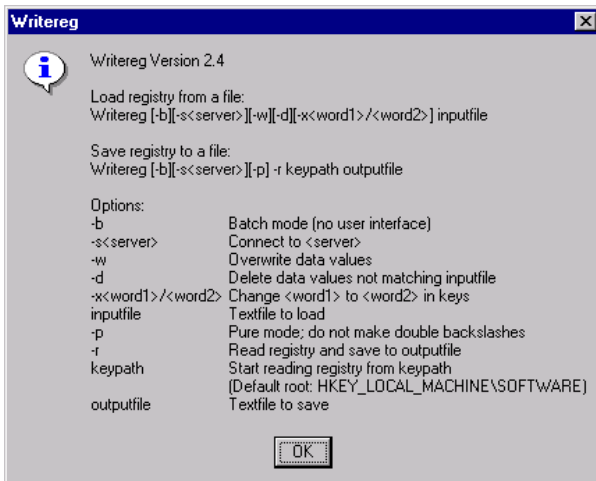 Writereg
Writereg Version 2.4
Load registry from a file:
Writereg [-b][-s<server>][-w][-d][-x<word1>/<word2>] inputfile
Save registry to a file:
Writereg [-b][-s<server>][-p] -r keypath outputfile
Options:
-b Batch mode (no user interface)
-s<server> Connect to <server>
-w Overwrite data values
-d Delete data values not matching inputfile
-x<word1>/<word2> Change <word1> to <word2> in keys
inputfile Textfile to load
-p Pure mode; do not make double backslashes
-r Read registry and save to outputfile
keypath Start reading registry from keypath
(Default root: HKEY_LOCAL_MACHINE\SOFTWARE)
outputfile Textfile to save
OK